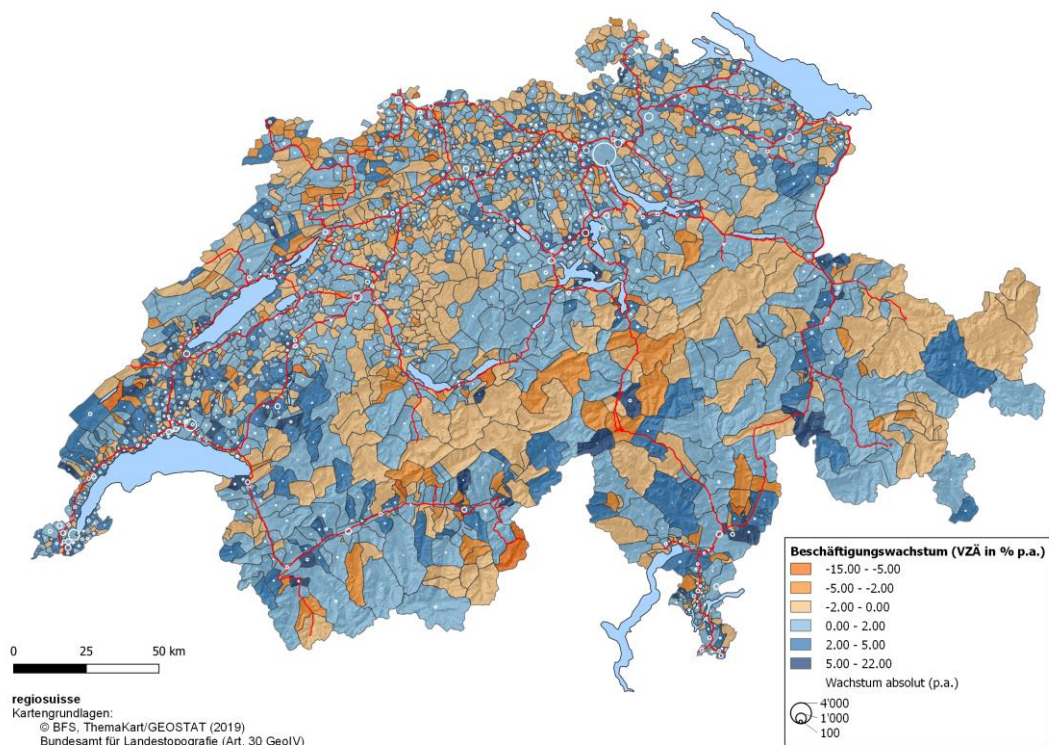 Beschäftigungswachstum (VZÄ in % p.a.)
-15.00 - -5.00
-5.00 - -2.00
-2.00 - 0.00
0.00 - 2.00
2.00 - 5.00
5.00 - 22.00
Wachstum absolut (p.a.)
4'000
1'000
100
0 25 50 km
regiosuisse
Kartengrundlagen:
© BFS, ThemaKart/GEOSTAT (2019)
Bundesamt für Landestopografie (Art. 30 GeoIV)